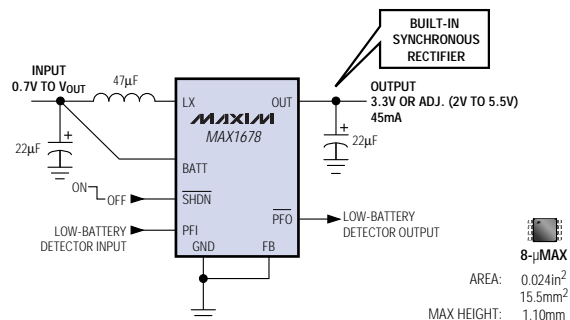 BUILT-IN
SYNCHRONOUS
RECTIFIER
INPUT
0.7V TO VOUT
47µF
LX
OUT
OUTPUT
3.3V OR ADJ. (2V TO 5.5V)
45mA
MAXIM
MAX1678
22µF
22µF
BATT
ON
OFF
SHDN
LOW-BATTERY
DETECTOR INPUT
PFI
PFO
LOW-BATTERY
DETECTOR OUTPUT
GND
FB
8-µMAX
AREA: 0.024in²
15.5mm²
MAX HEIGHT: 1.10mm